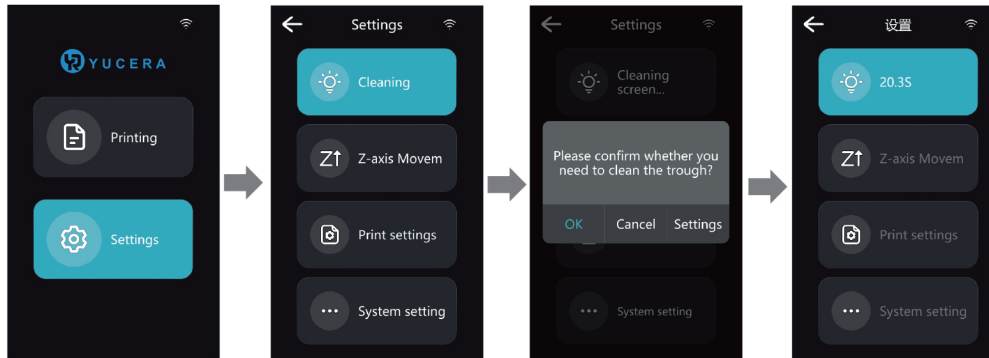 YUCERA
Printing
Settings
Settings
Cleaning
Z↑ Z-axis Movem
Print settings
System setting
Settings
Cleaning
screen...
Please confirm whether you
need to clean the trough?
OK Cancel Settings
System setting
设置
20.3S
Z↑ Z-axis Movem
Print settings
System setting